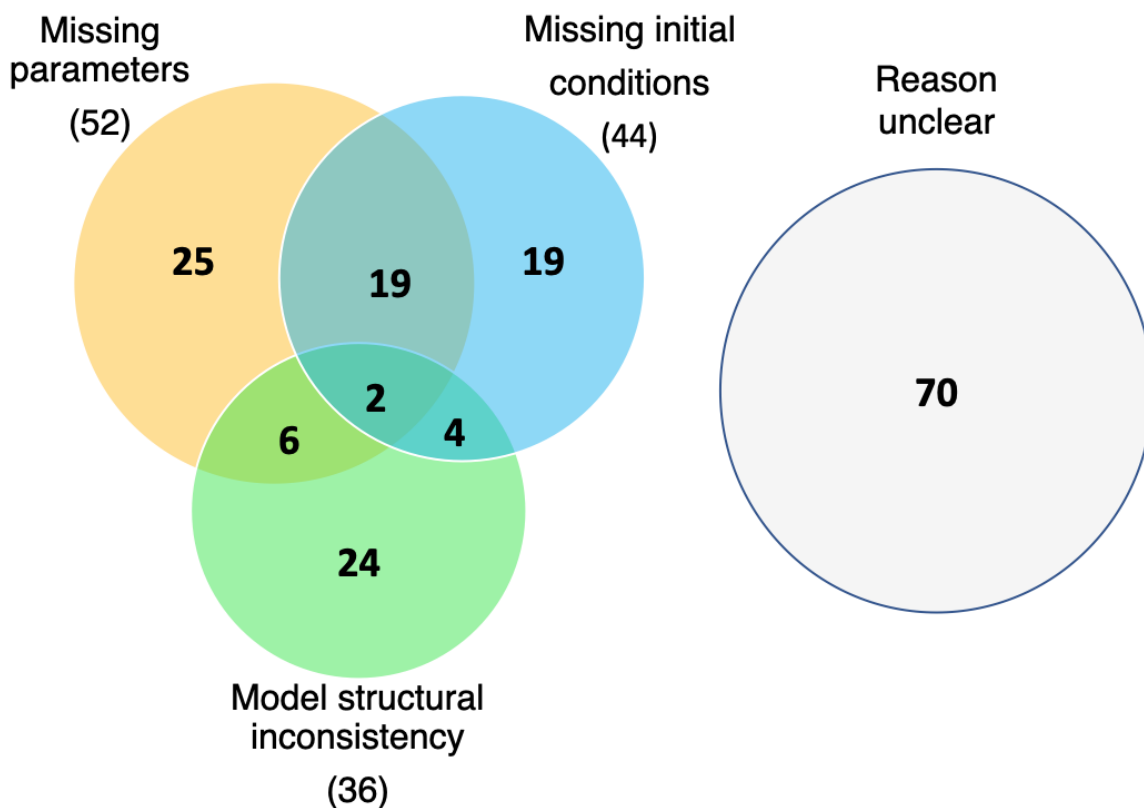 Missing
parameters
(52)
Missing initial
conditions
(44)
Reason
unclear
25
19
19
2
6
4
70
24
Model structural
inconsistency
(36)